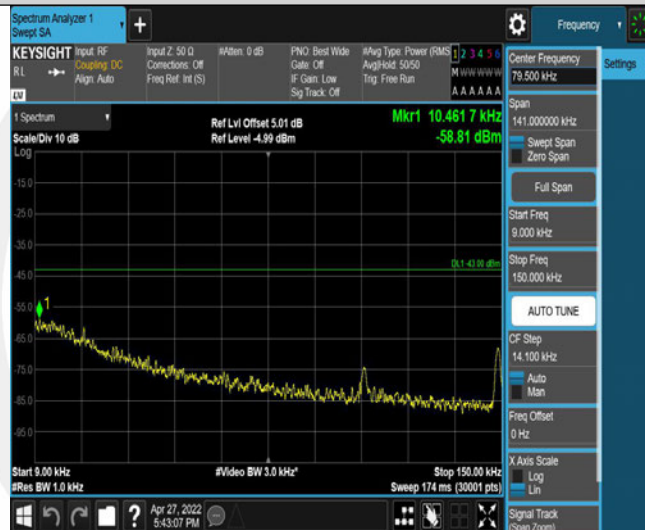 Spectrum Analyzer 1
Swept SA
Frequency
KEYSIGHT
RL
LXI
Input: RF
Coupling: DC
Align: Auto
Input Z: 50 Ω
Corrections: Off
Freq Ref: Int (S)
#Atten: 0 dB
PNO: Best Wide
Gate: Off
IF Gain: Low
Sig Track: Off
#Avg Type: Power (RMS
Avg|Hold: 50/50
Trig: Free Run
1 2 3 4 5 6
M W W W W W
A A A A A A
Center Frequency
79.500 kHz
Settings
Span
141.000000 kHz
Swept Span
Zero Span
Full Span
Start Freq
9.000 kHz
Stop Freq
150.000 kHz
AUTO TUNE
CF Step
14.100 kHz
Auto
Man
Freq Offset
0 Hz
X Axis Scale
Log
Lin
Signal Track
(Span Zoom)
1 Spectrum
Scale/Div 10 dB
Log
Ref Lvl Offset 5.01 dB
Ref Level -4.99 dBm
Mkr1 10.461 7 kHz
-58.81 dBm
-15.0
-25.0
-35.0
-45.0
-55.0
-65.0
-75.0
-85.0
-95.0
DL1 -43.00 dBm
1
Start 9.00 kHz
#Res BW 1.0 kHz
#Video BW 3.0 kHz*
Stop 150.00 kHz
Sweep 174 ms (30001 pts)
Apr 27, 2022
5:43:07 PM